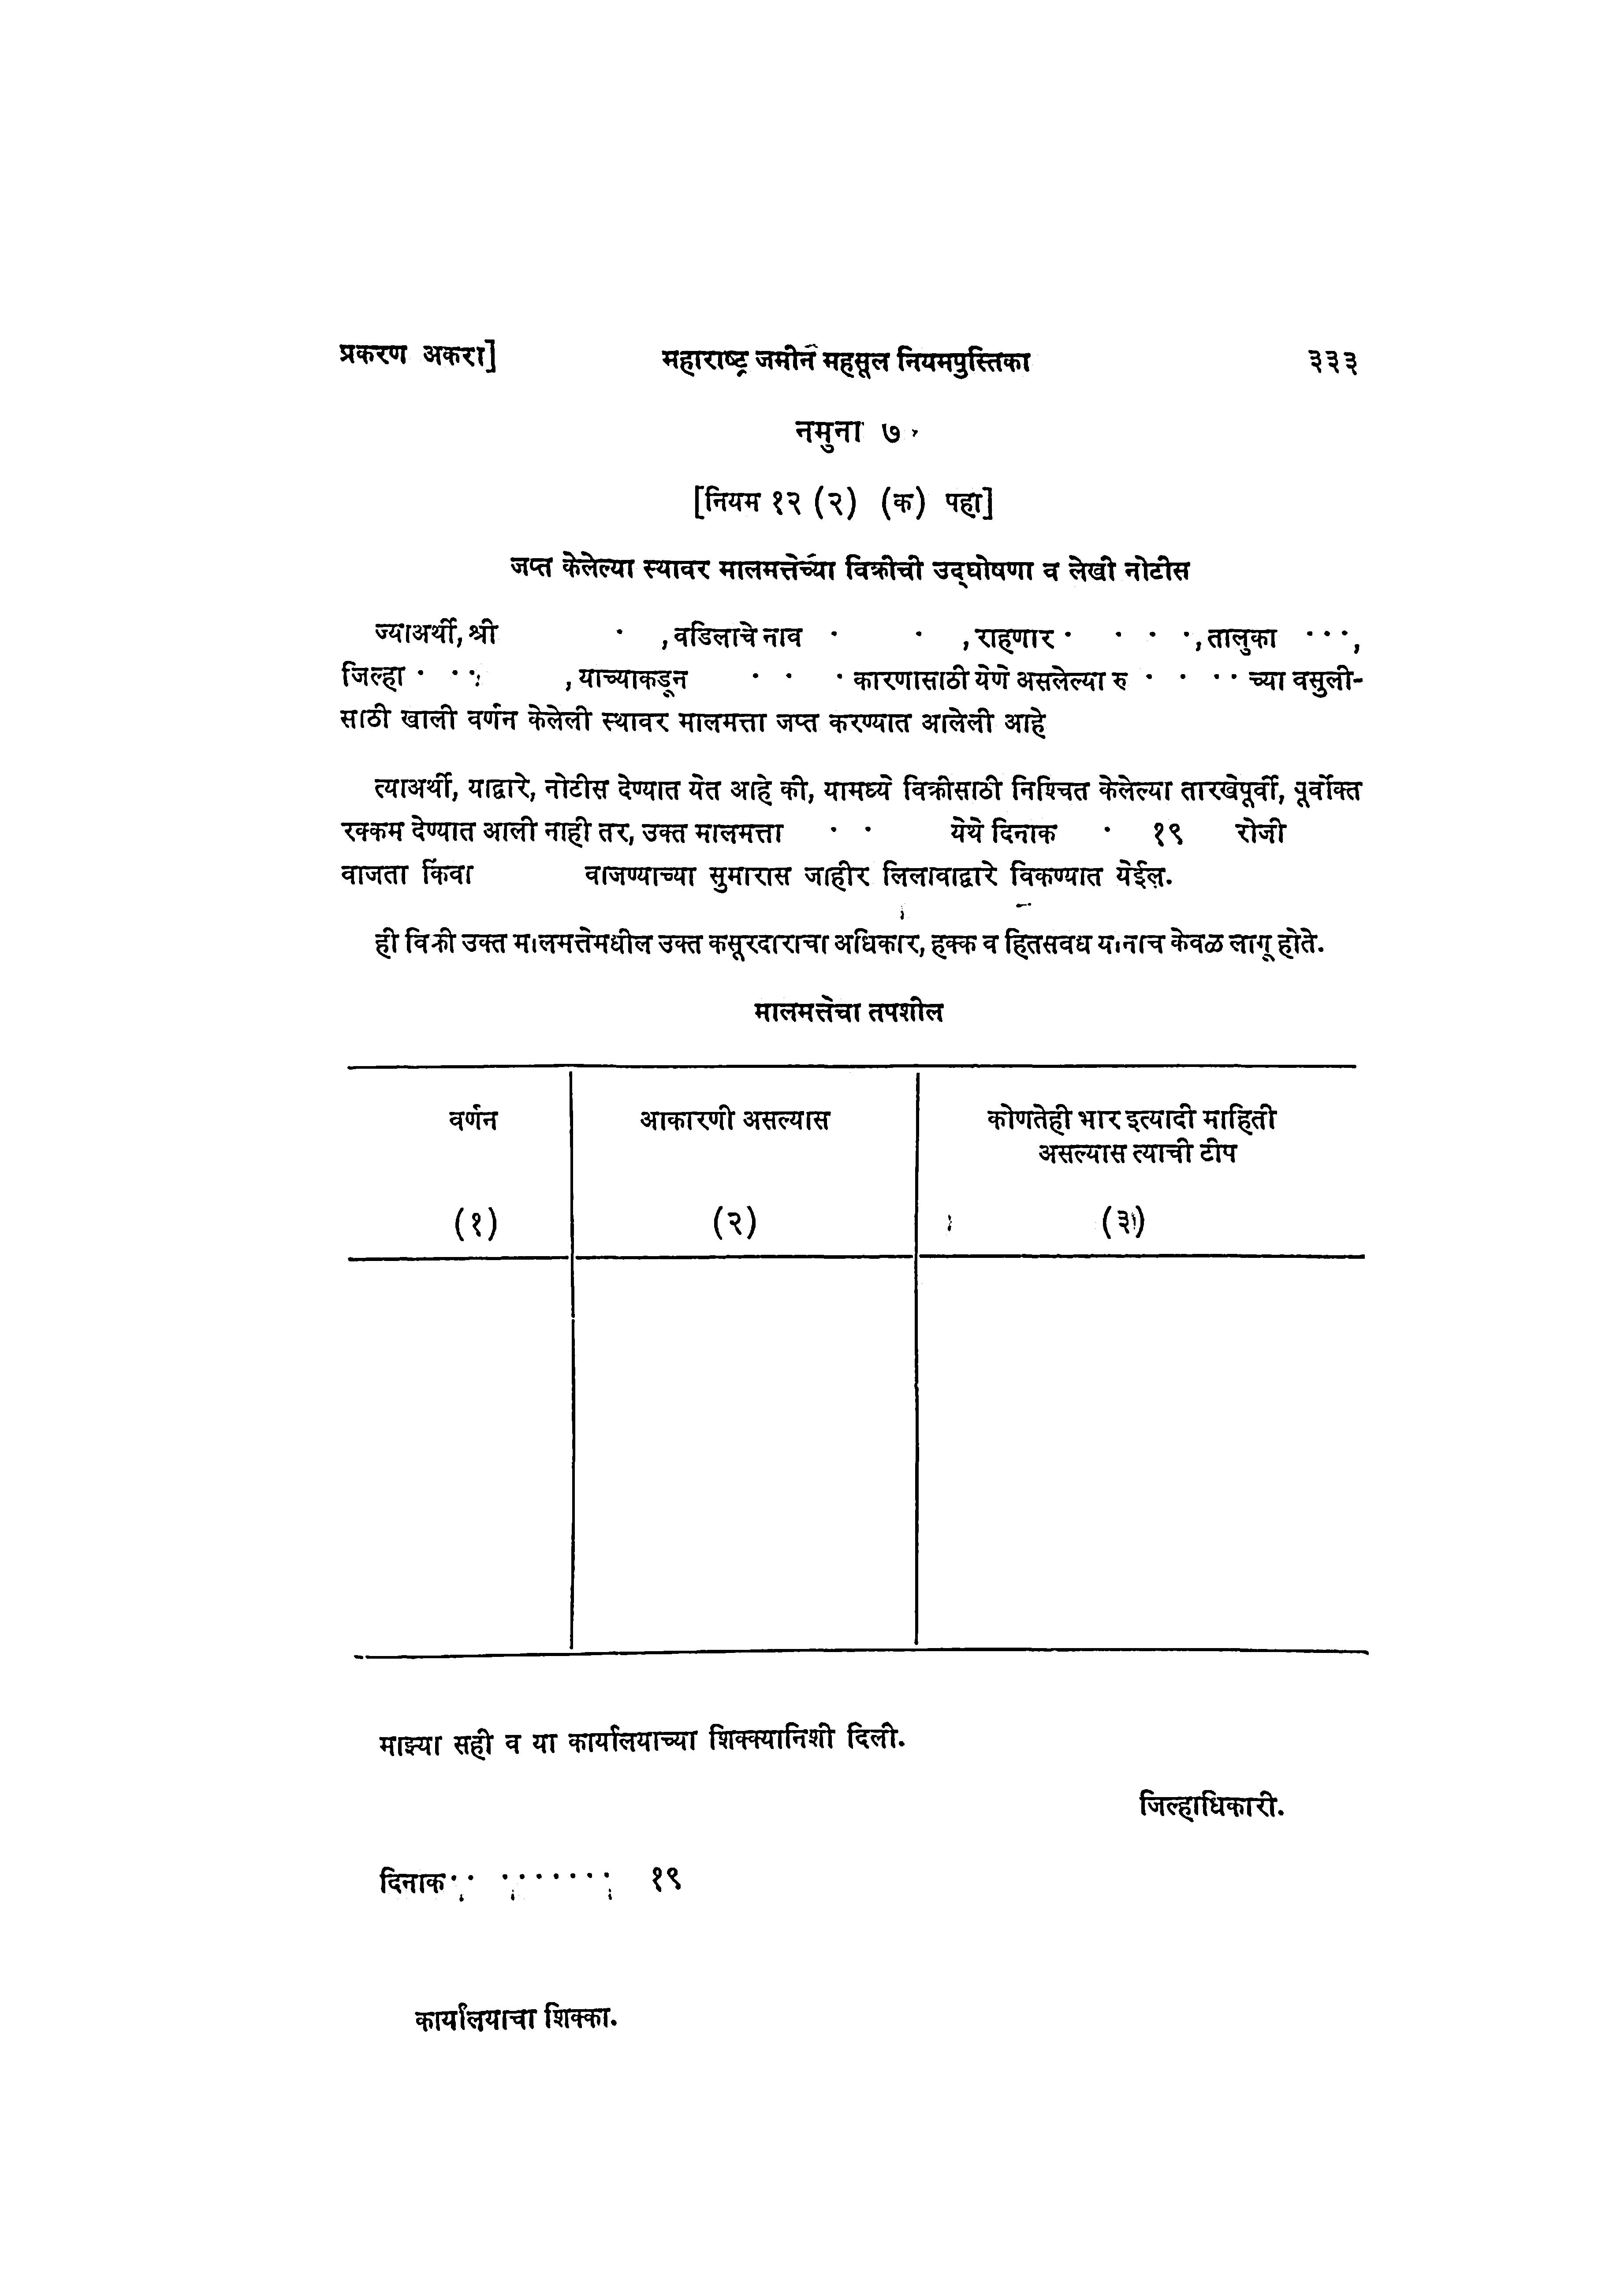 प्रकरण अकरा] महाराष्ट्र जमीन महसूल नियमपुस्तिका ३३३
नमुना ७
[नियम १२ (२) (क) पहा]
जप्त केलेल्या स्थावर मालमत्तेच्या विक्रीची उद्घोषणा व लेखी नोटीस
ज्याअर्थी, श्री . , वडिलाचे नाव . . , राहणार . . . . , तालुका . . . ,
जिल्हा . . . , याच्याकडून . . . कारणासाठी येणे असलेल्या रु . . . . च्या वसुली-
साठी खाली वर्णन केलेली स्थावर मालमत्ता जप्त करण्यात आलेली आहे
त्याअर्थी, याद्वारे, नोटीस देण्यात येत आहे की, यामध्ये विक्रीसाठी निश्चित केलेल्या तारखेपूर्वी, पूर्वोक्त
रक्कम देण्यात आली नाही तर, उक्त मालमत्ता . . येथे दिनाक . १९ रोजी
वाजता किंवा वाजण्याच्या सुमारास जाहीर लिलावाद्वारे विकण्यात येईल.
ही विक्री उक्त मालमत्तेमधील उक्त कसूरदाराचा अधिकार, हक्क व हितसवध यानाच केवळ लागू होते.
मालमत्तेचा तपशील
वर्णन आकारणी असल्यास कोणतेही भार इत्यादी माहिती
असल्यास त्याची टीप
(१) (२) (३)
माझ्या सही व या कार्यालयाच्या शिक्क्यानिशी दिली.
जिल्हाधिकारी.
दिनाक . . . . . . . . . १९
कार्यालयाचा शिक्का.